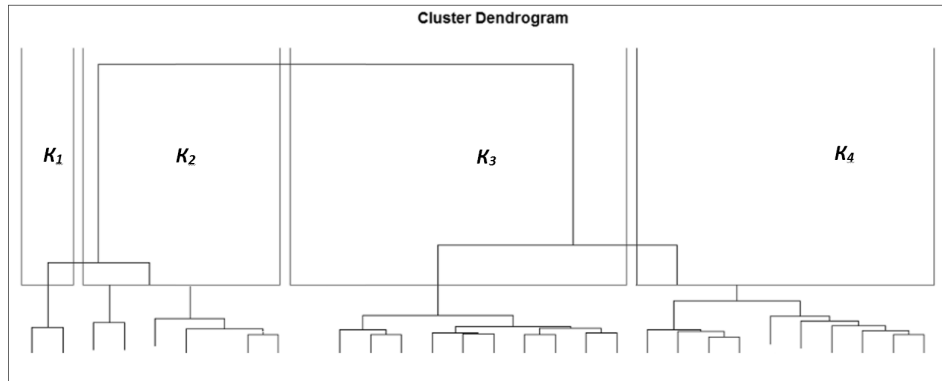 Cluster Dendrogram
K₁
K₂
K₃
K₄